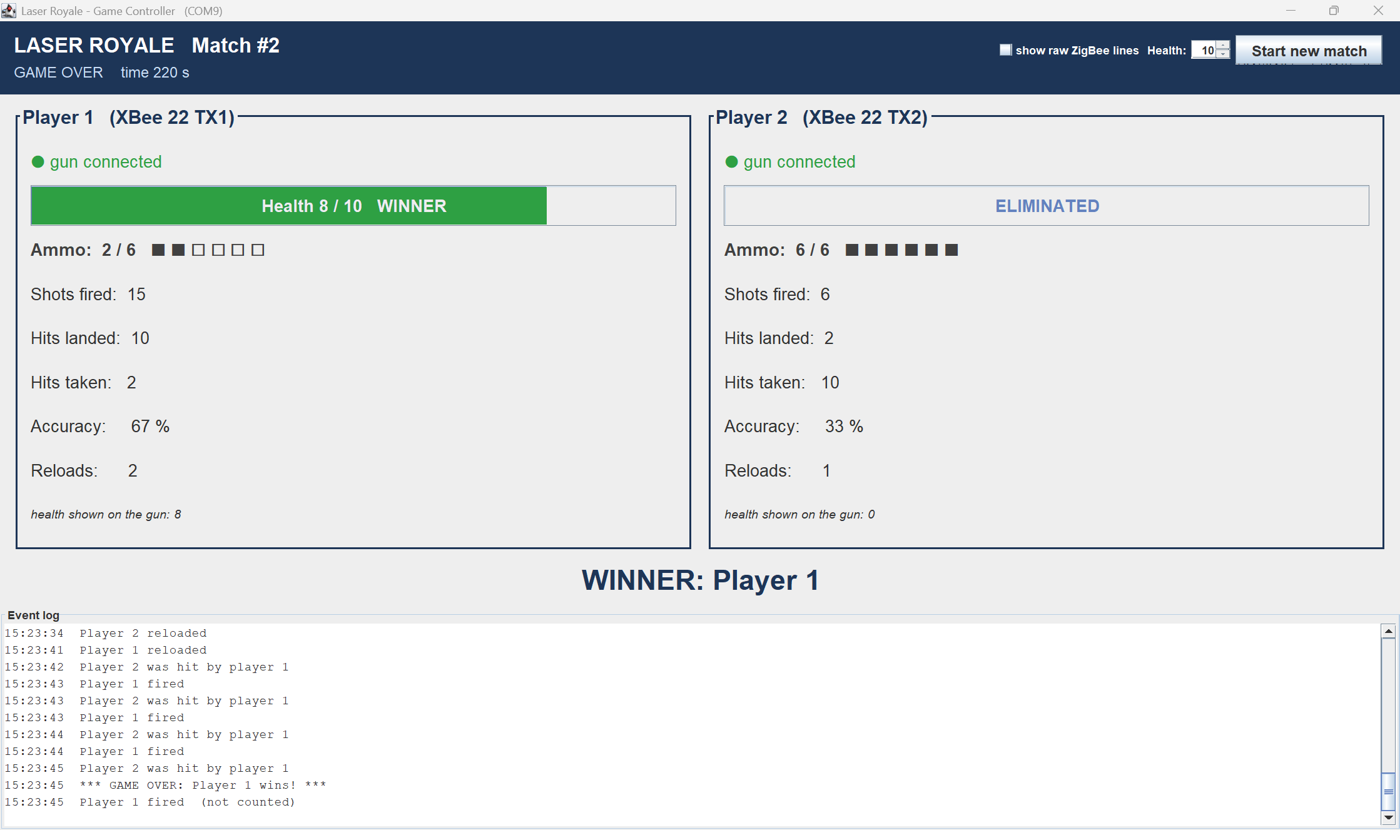 Laser Royale - Game Controller (COM9)
LASER ROYALE Match #2
GAME OVER time 220 s
show raw ZigBee lines Health: 10 Start new match
Player 1 (XBee 22 TX1)
gun connected
Health 8 / 10 WINNER
Ammo: 2 / 6 ■ ■ □ □ □ □
Shots fired: 15
Hits landed: 10
Hits taken: 2
Accuracy: 67 %
Reloads: 2
health shown on the gun: 8
Player 2 (XBee 22 TX2)
gun connected
ELIMINATED
Ammo: 6 / 6 ■ ■ ■ ■ ■ ■
Shots fired: 6
Hits landed: 2
Hits taken: 10
Accuracy: 33 %
Reloads: 1
health shown on the gun: 0
WINNER: Player 1
Event log
15:23:34 Player 2 reloaded
15:23:41 Player 1 reloaded
15:23:42 Player 2 was hit by player 1
15:23:43 Player 1 fired
15:23:43 Player 2 was hit by player 1
15:23:43 Player 1 fired
15:23:44 Player 2 was hit by player 1
15:23:44 Player 1 fired
15:23:45 Player 2 was hit by player 1
15:23:45 *** GAME OVER: Player 1 wins! ***
15:23:45 Player 1 fired (not counted)